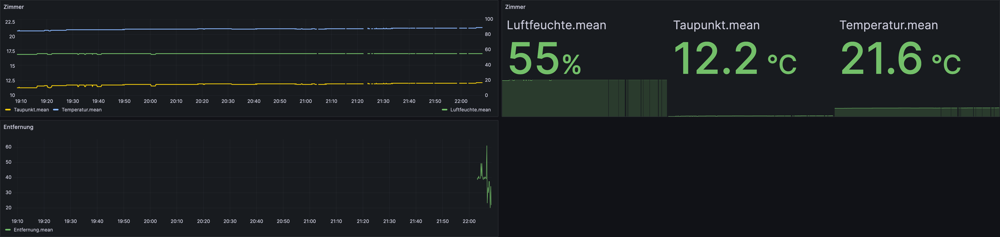 Zimmer
22.5
20
17.5
15
12.5
10
100
80
60
40
20
0
19:10 19:20 19:30 19:40 19:50 20:00 20:10 20:20 20:30 20:40 20:50 21:00 21:10 21:20 21:30 21:40 21:50 22:00
Taupunkt.mean Temperatur.mean Luftfeuchte.mean
Zimmer
Luftfeuchte.mean Taupunkt.mean Temperatur.mean
55% 12.2 °C 21.6 °C
Entfernung
60
50
40
30
20
19:10 19:20 19:30 19:40 19:50 20:00 20:10 20:20 20:30 20:40 20:50 21:00 21:10 21:20 21:30 21:40 21:50 22:00
Entfernung.mean